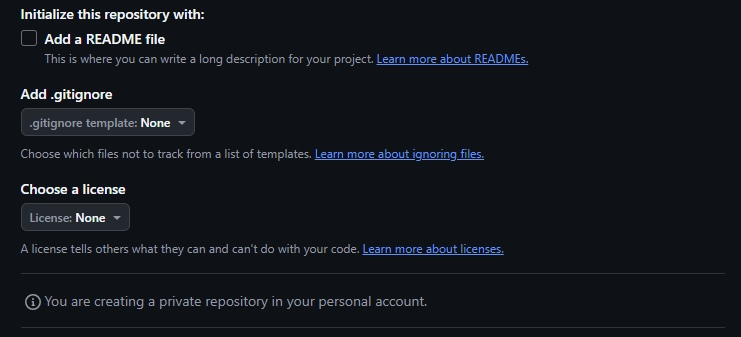 Initialize this repository with:
Add a README file
This is where you can write a long description for your project. Learn more about READMEs.
Add .gitignore
.gitignore template: None
Choose which files not to track from a list of templates. Learn more about ignoring files.
Choose a license
License: None
A license tells others what they can and can't do with your code. Learn more about licenses.
You are creating a private repository in your personal account.